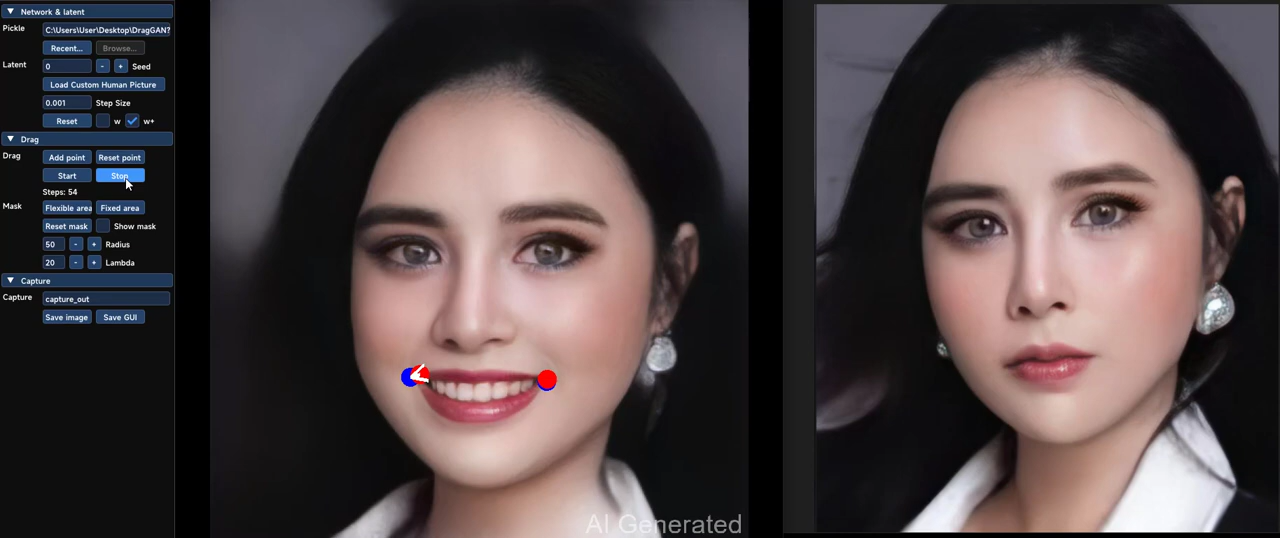 Network & latent
Pickle C:\Users\User\Desktop\DragGAN?
Recent... Browse...
Latent 0 - + Seed
Load Custom Human Picture
0.001 Step Size
Reset w w+
Drag
Drag Add point Reset point
Start Stop
Steps: 54
Mask Flexible area Fixed area
Reset mask Show mask
50 - + Radius
20 - + Lambda
Capture
Capture capture_out
Save image Save GUI
AI Generated